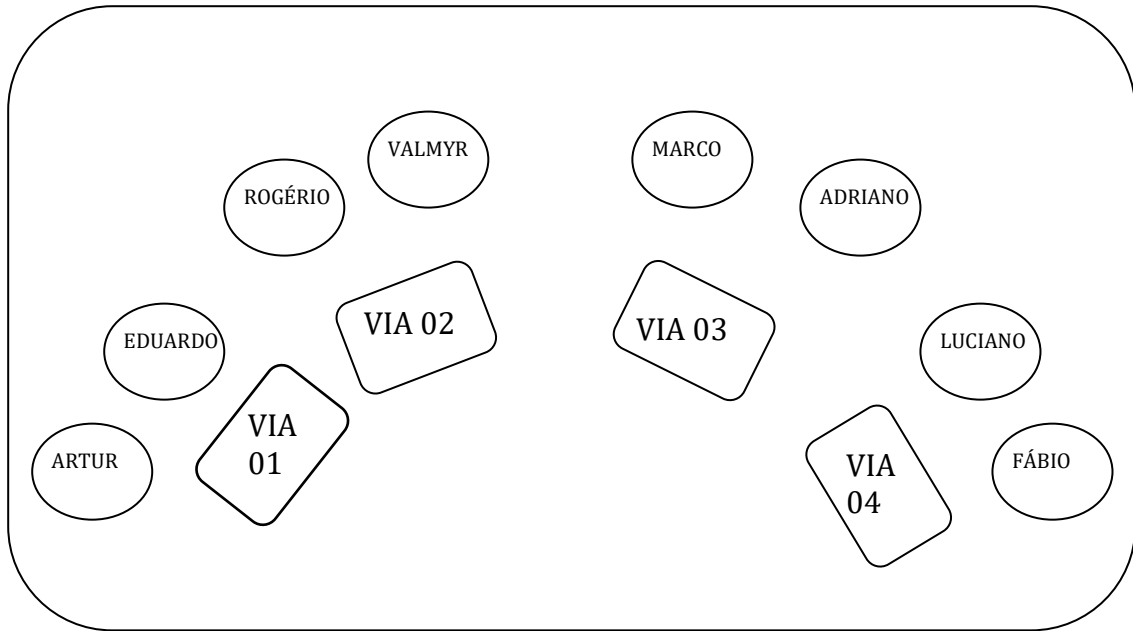 VALMYR
MARCO
ROGÉRIO
ADRIANO
VIA 02
VIA 03
EDUARDO
LUCIANO
VIA
01
ARTUR
VIA
04
FÁBIO